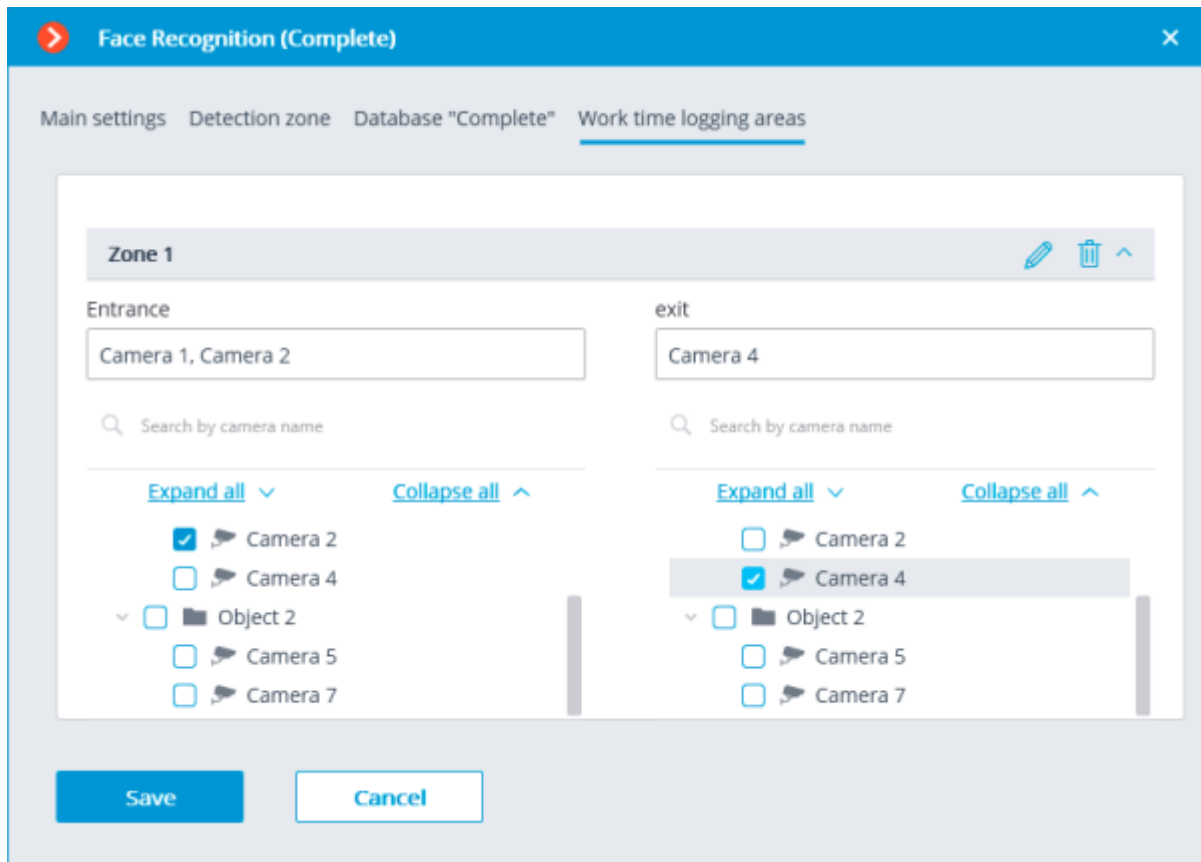 Face Recognition (Complete)
Main settings Detection zone Database "Complete" Work time logging areas
Zone 1
Entrance
Camera 1, Camera 2
Search by camera name
Expand all Collapse all
Camera 2
Camera 4
Object 2
Camera 5
Camera 7
exit
Camera 4
Search by camera name
Expand all Collapse all
Camera 2
Camera 4
Object 2
Camera 5
Camera 7
Save Cancel